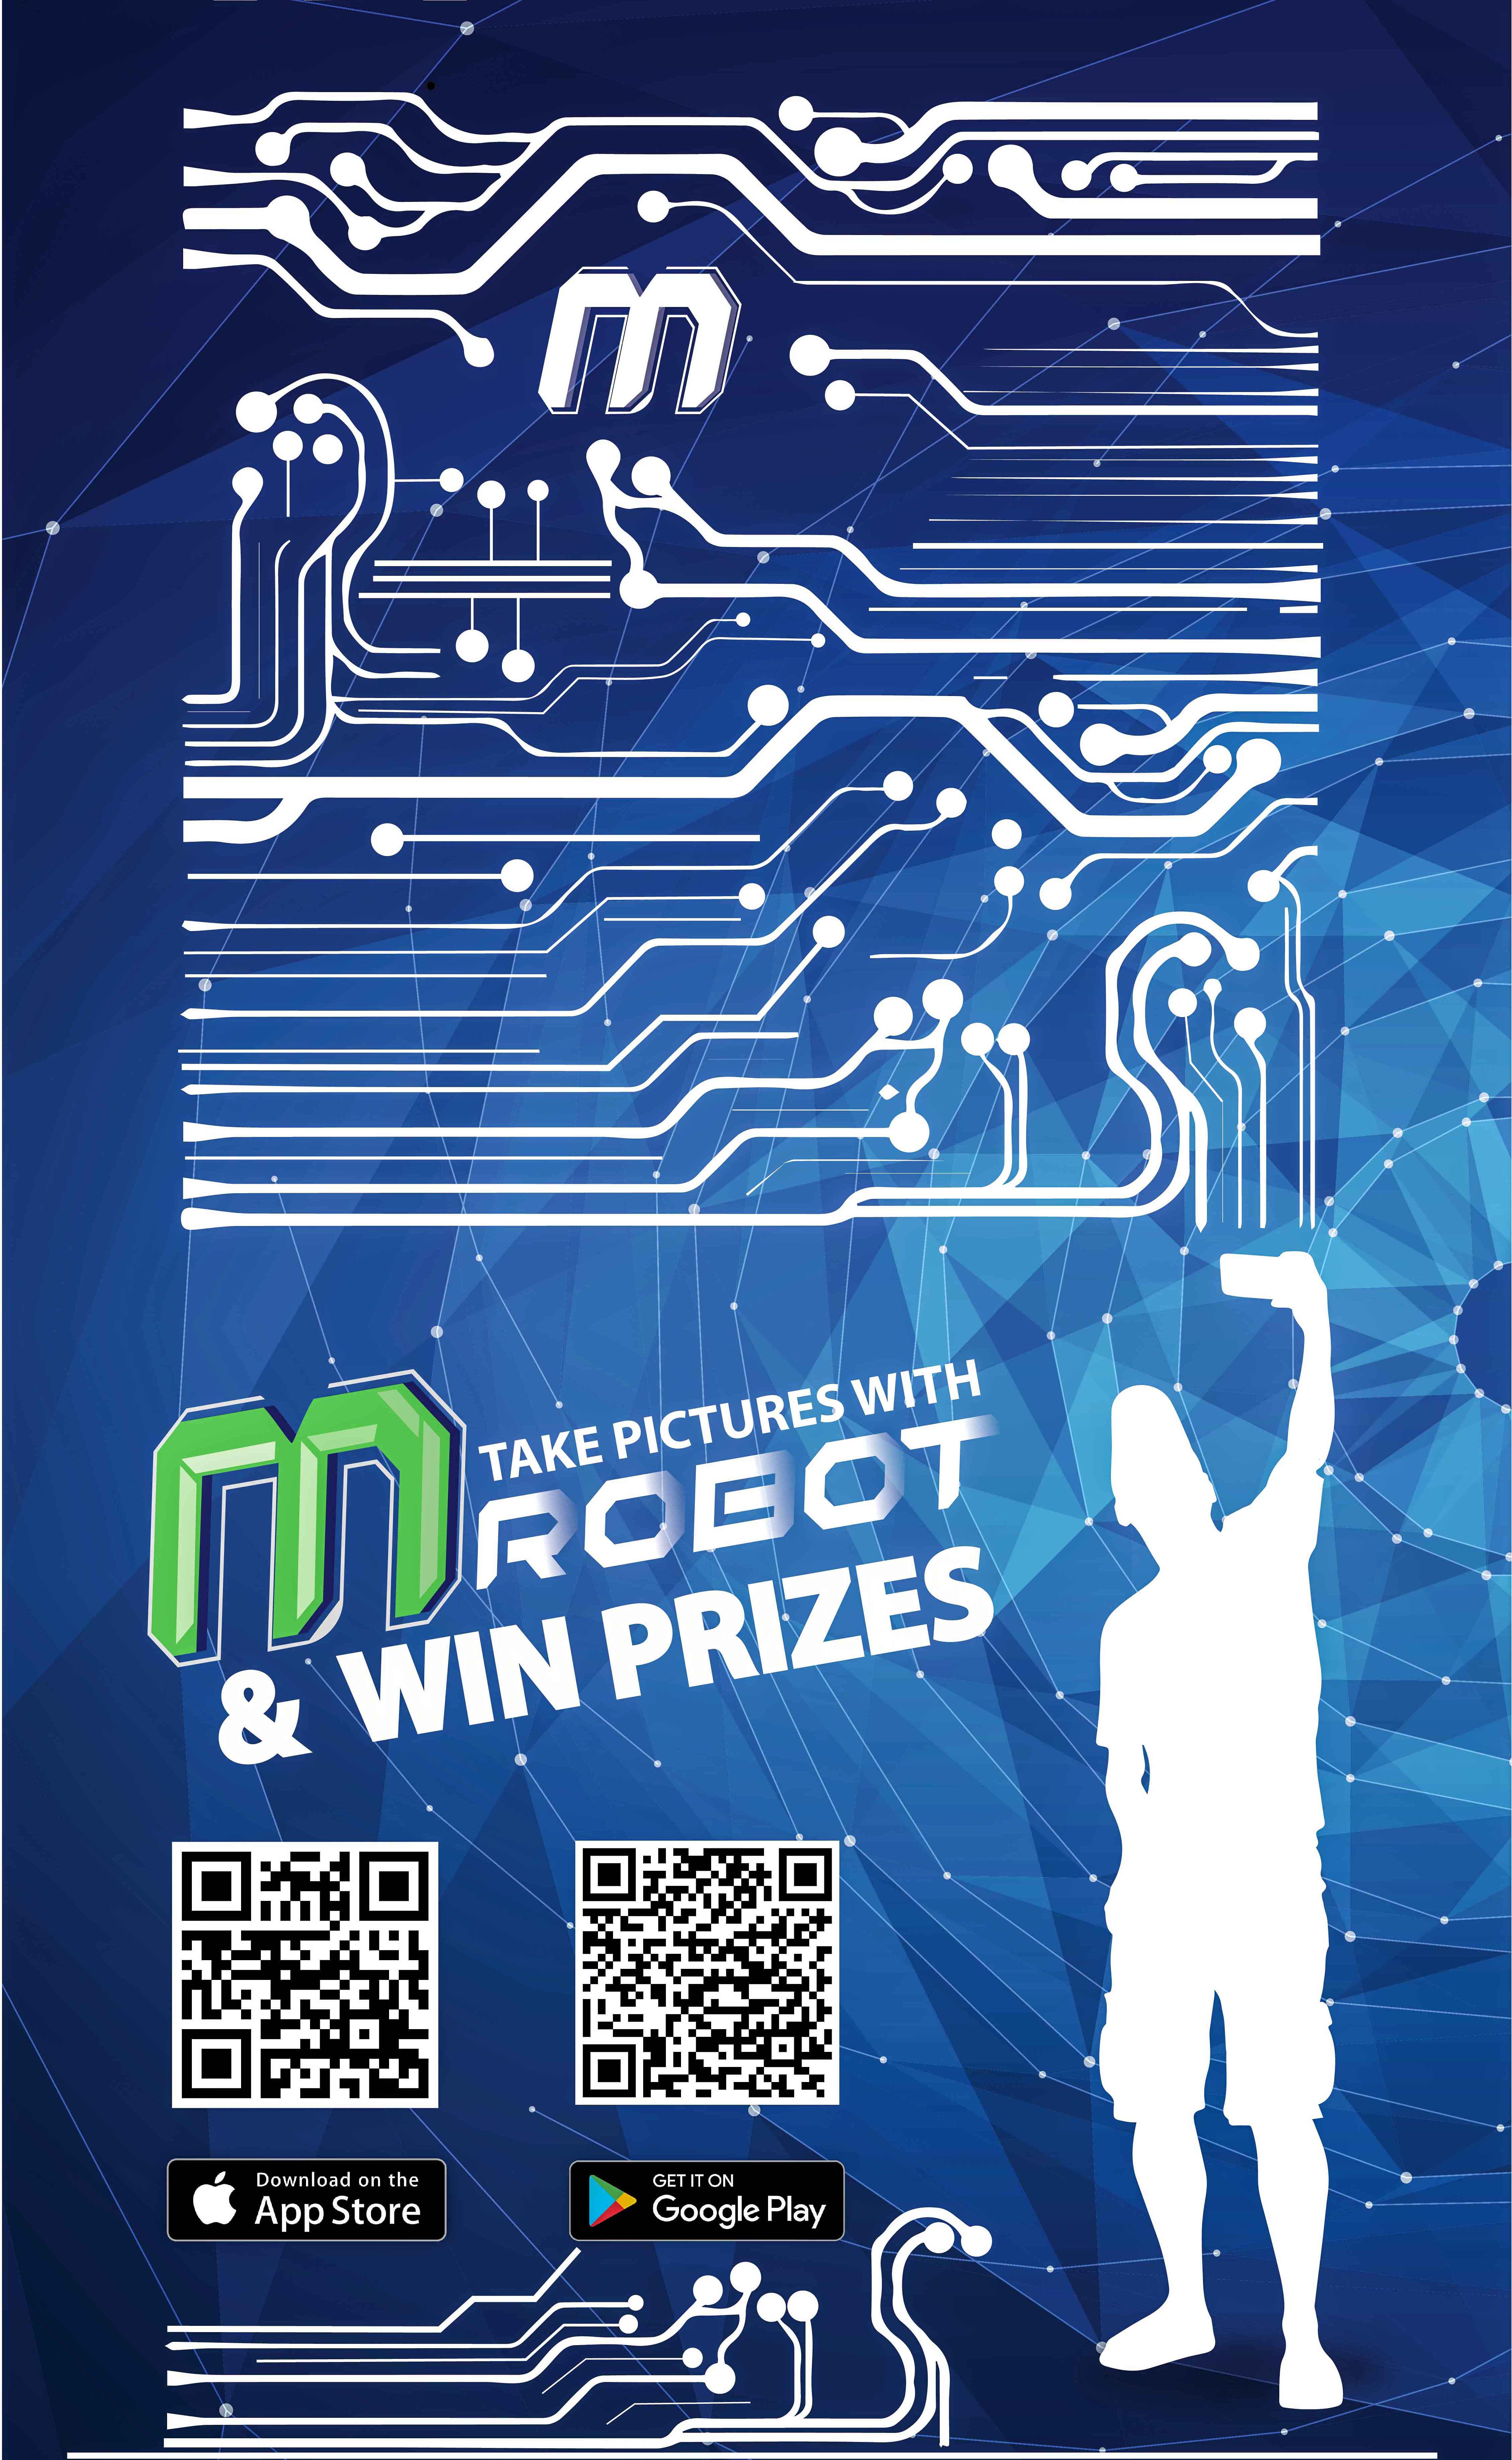 m
TAKE PICTURES WITH
m ROBOT
& WIN PRIZES
Download on the
App Store
GET IT ON
Google Play